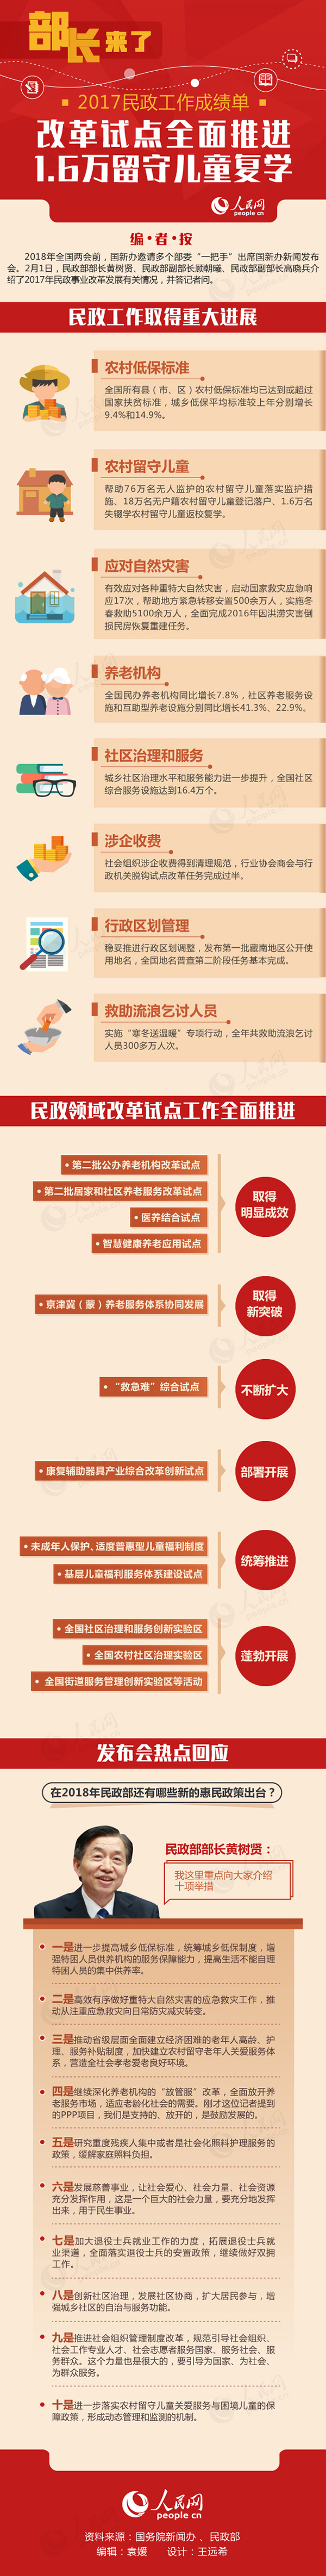 部长来了
2017民政工作成绩单
改革试点全面推进
1.6万留守儿童复学
人民网
people.cn
编·者·按
2018年全国两会前，国新办邀请多个部委“一把手”出席国新办新闻发布
会。2月1日，民政部部长黄树贤、民政部副部长顾朝曦、民政部副部长高晓兵介
绍了2017年民政事业改革发展有关情况，并答记者问。
民政工作取得重大进展
农村低保标准
全国所有县（市、区）农村低保标准均已达到或超过
国家扶贫标准，城乡低保平均标准较上年分别增长
9.4%和14.9%。
农村留守儿童
帮助76万名无人监护的农村留守儿童落实监护措
施、18万名无户籍农村留守儿童登记落户、1.6万名
失辍学农村留守儿童返校复学。
应对自然灾害
有效应对各种重特大自然灾害，启动国家救灾应急响
应17次，帮助地方紧急转移安置500余万人，实施冬
春救助5100余万人，全面完成2016年因洪涝灾害倒
损民房恢复重建任务。
养老机构
全国民办养老机构同比增长7.8%，社区养老服务设
施和互助型养老设施分别同比增长41.3%、22.9%。
社区治理和服务
城乡社区治理水平和服务能力进一步提升，全国社区
综合服务设施达到16.4万个。
涉企收费
社会组织涉企收费得到清理规范，行业协会商会与行
政机关脱钩试点改革任务完成过半。
行政区划管理
稳妥推进行政区划调整，发布第一批藏南地区公开使
用地名，全国地名普查第二阶段任务基本完成。
救助流浪乞讨人员
实施“寒冬送温暖”专项行动，全年共救助流浪乞讨
人员300多万人次。
民政领域改革试点工作全面推进
•第二批公办养老机构改革试点
•第二批居家和社区养老服务改革试点
•医养结合试点
•智慧健康养老应用试点
取得
明显成效
•京津冀（蒙）养老服务体系协同发展
取得
新突破
•“救急难”综合试点
不断扩大
•康复辅助器具产业综合改革创新试点
部署开展
•未成年人保护、适度普惠型儿童福利制度
•基层儿童福利服务体系建设试点
统筹推进
•全国社区治理和服务创新实验区
•全国农村社区治理实验区
•全国街道服务管理创新实验区等活动
蓬勃开展
发布会热点回应
在2018年民政部还有哪些新的惠民政策出台？
民政部部长黄树贤：
我这里重点向大家介绍
十项举措
一是进一步提高城乡低保标准，统筹城乡低保制度，增
强特困人员供养机构的服务保障能力，提高生活不能自理
特困人员的集中供养率。
二是高效有序做好重特大自然灾害的应急救灾工作，推
动从注重应急救灾向日常防灾减灾转变。
三是推动省级层面全面建立经济困难的老年人高龄、护
理、服务补贴制度，加快建立农村留守老年人关爱服务体
系，营造全社会孝老爱老良好环境。
四是继续深化养老机构的“放管服”改革，全面放开养
老服务市场，适应老龄化社会的需要。刚才这位记者提到
的PPP项目，我们是支持的、放开的，是鼓励发展的。
五是研究重度残疾人集中或者是社会化照料护理服务的
政策，缓解家庭照料负担。
六是发展慈善事业，让社会爱心、社会力量、社会资源
充分发挥作用，这是一个巨大的社会力量，要充分地发挥
出来，用于民生事业。
七是加大退役士兵就业工作的力度，拓展退役士兵就
业渠道，全面落实退役士兵的安置政策，继续做好双拥
工作。
八是创新社区治理，发展社区协商，扩大居民参与，增
强城乡社区的自治与服务功能。
九是推进社会组织管理制度改革，规范引导社会组织、
社会工作专业人才、社会志愿者服务国家、服务社会、服
务群众。这个力量也是很大的，要引导为国家、为社会、
为群众服务。
十是进一步落实农村留守儿童关爱服务与困境儿童的保
障政策，形成动态管理和监测的机制。
人民网
people.cn
资料来源：国务院新闻办、民政部
编辑：袁媛 设计：王远希